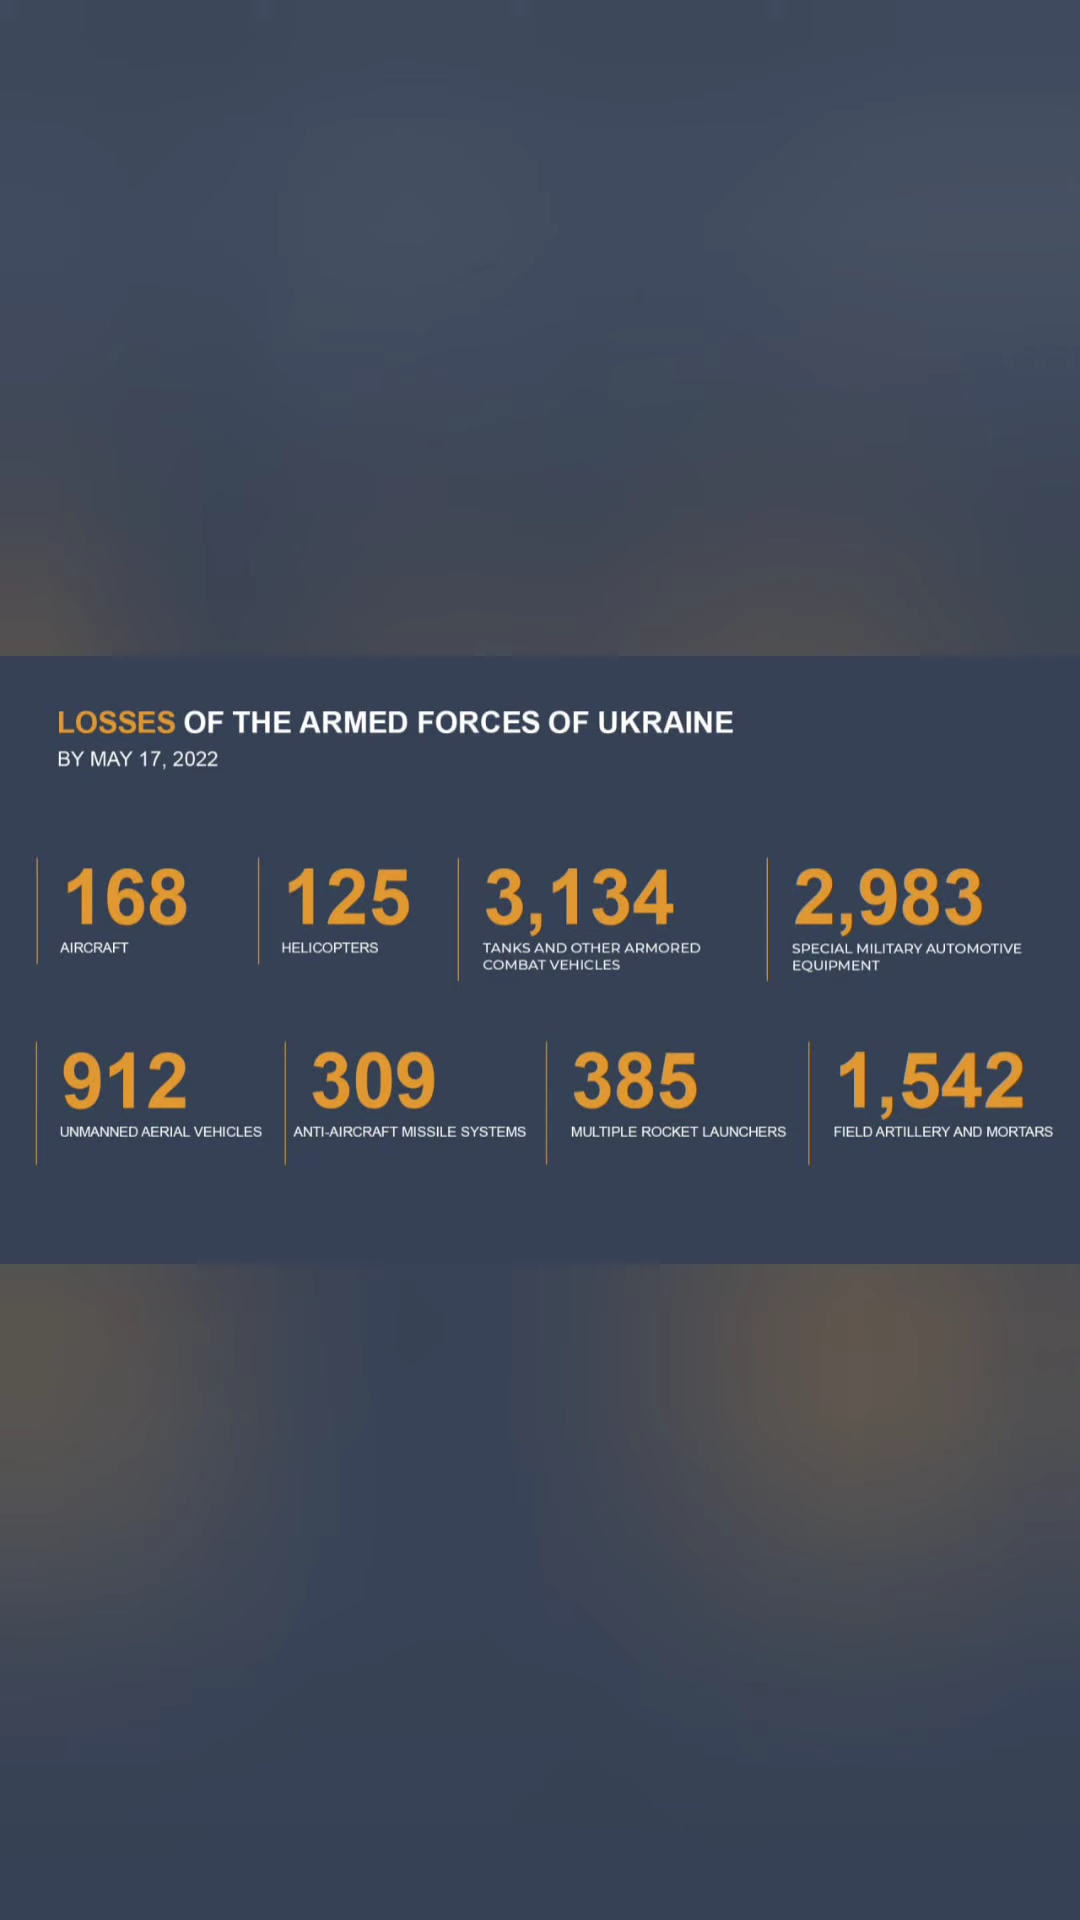 LOSSES OF THE ARMED FORCES OF UKRAINE
BY MAY 17, 2022
168
AIRCRAFT
125
HELICOPTERS
3,134
TANKS AND OTHER ARMORED
COMBAT VEHICLES
2,983
SPECIAL MILITARY AUTOMOTIVE
EQUIPMENT
912
UNMANNED AERIAL VEHICLES
309
ANTI-AIRCRAFT MISSILE SYSTEMS
385
MULTIPLE ROCKET LAUNCHERS
1,542
FIELD ARTILLERY AND MORTARS